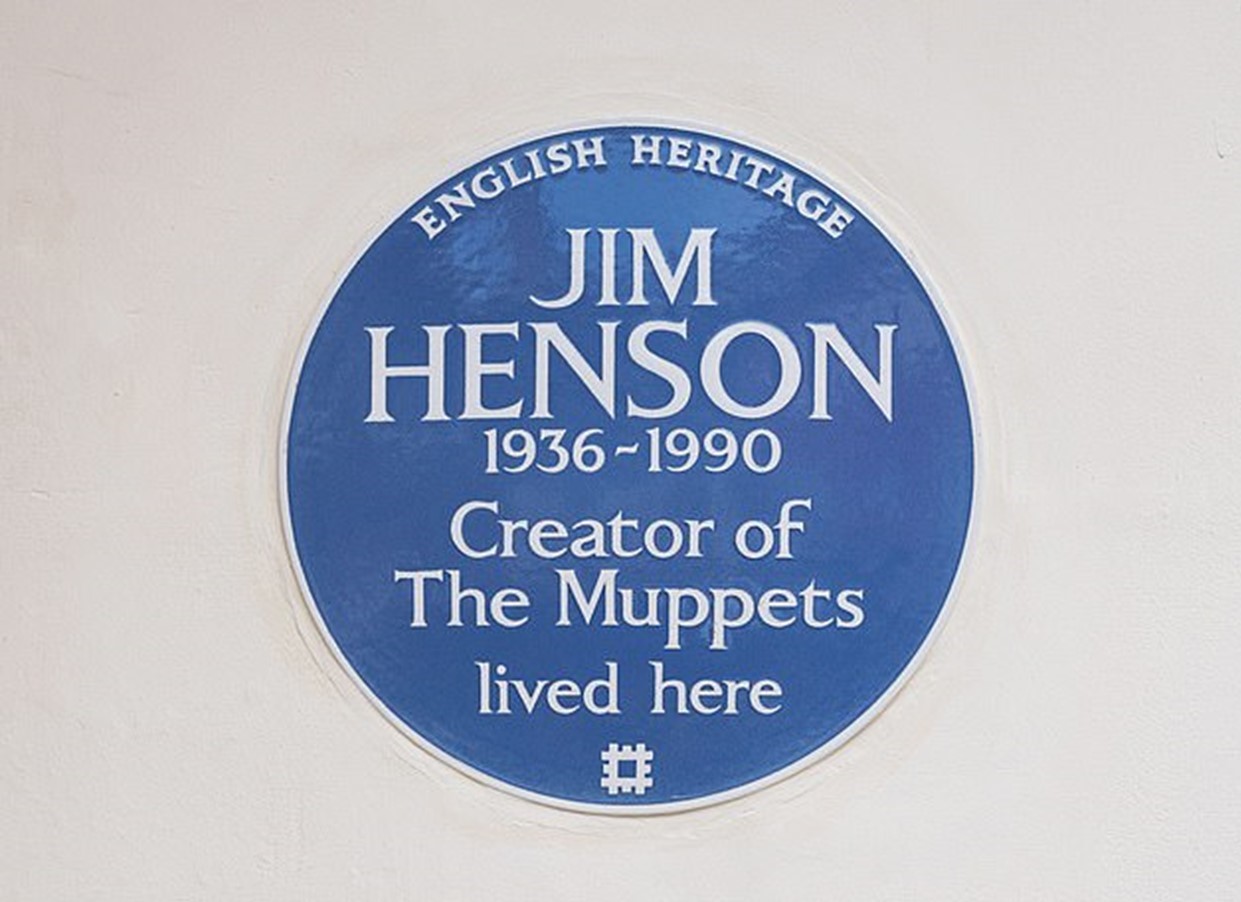 ENGLISH HERITAGE
JIM
HENSON
1936~1990
Creator of
The Muppets
lived here